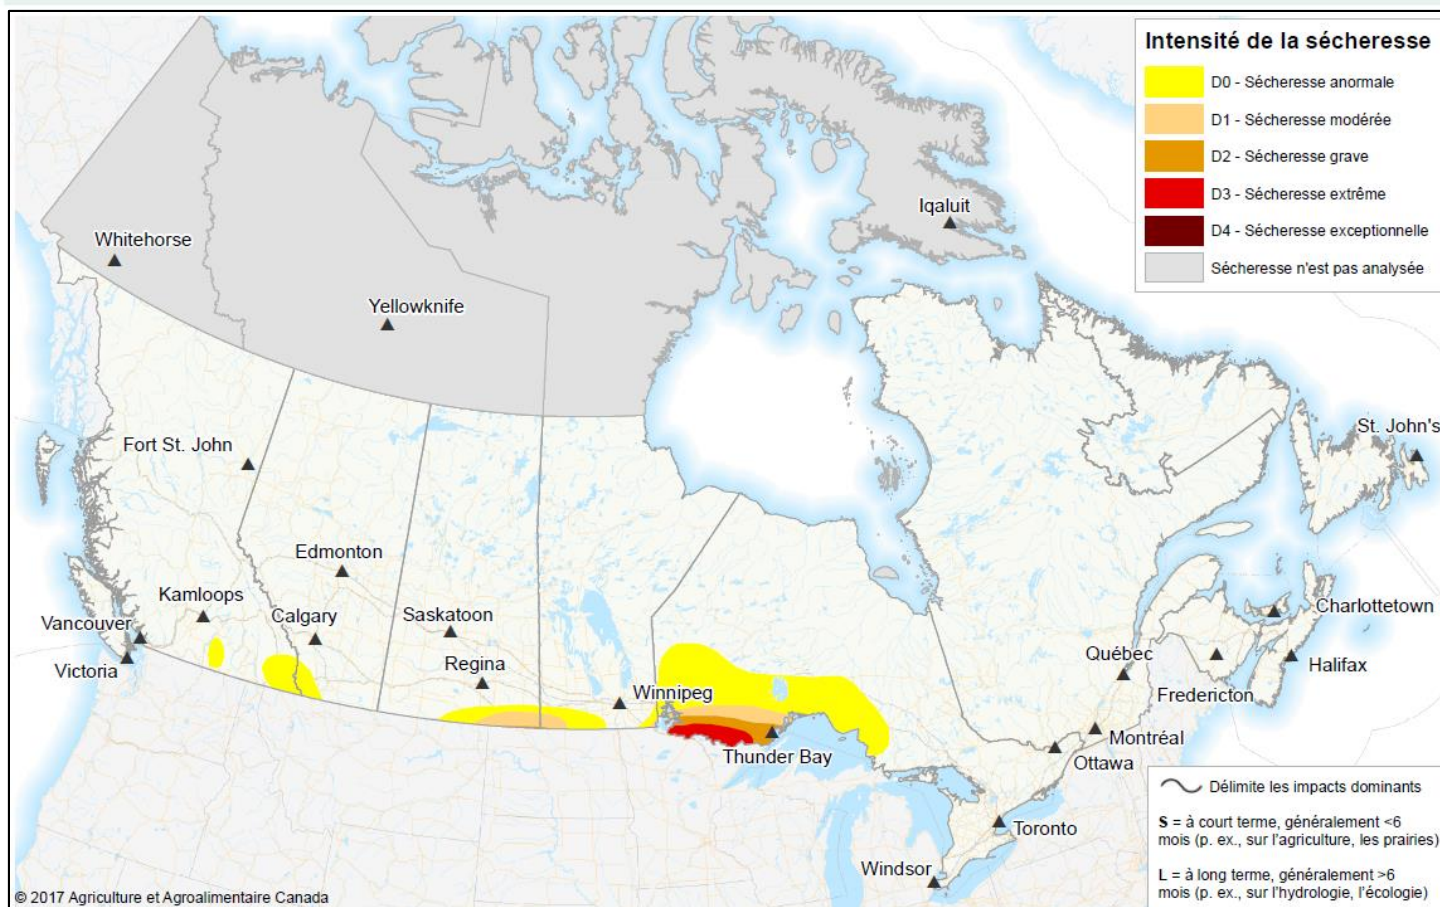 Intensité de la sécheresse
D0 - Sécheresse anormale
D1 - Sécheresse modérée
D2 - Sécheresse grave
D3 - Sécheresse extrême
D4 - Sécheresse exceptionnelle
Sécheresse n'est pas analysée
Iqaluit
Whitehorse
Yellowknife
St. John's
Fort St. John
Edmonton
Kamloops
Calgary
Saskatoon
Charlottetown
Vancouver
Québec
Regina
Halifax
Victoria
Winnipeg
Fredericton
Montréal
Thunder Bay
Ottawa
Toronto
Windsor
Délimite les impacts dominants
S = à court terme, généralement <6
mois (p. ex., sur l'agriculture, les prairies)
L = à long terme, généralement >6
mois (p. ex., sur l'hydrologie, l'écologie)
© 2017 Agriculture et Agroalimentaire Canada